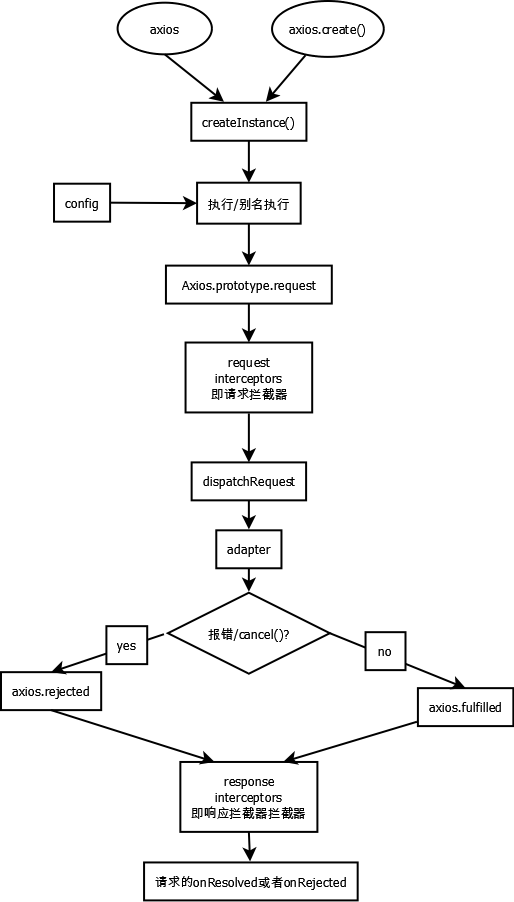 axios
axios.create()
createInstance()
config
执行/别名执行
Axios.prototype.request
request
interceptors
即请求拦截器
dispatchRequest
adapter
报错/cancel()?
yes
no
axios.rejected
axios.fulfilled
response
interceptors
即响应拦截器拦截器
请求的onResolved或者onRejected